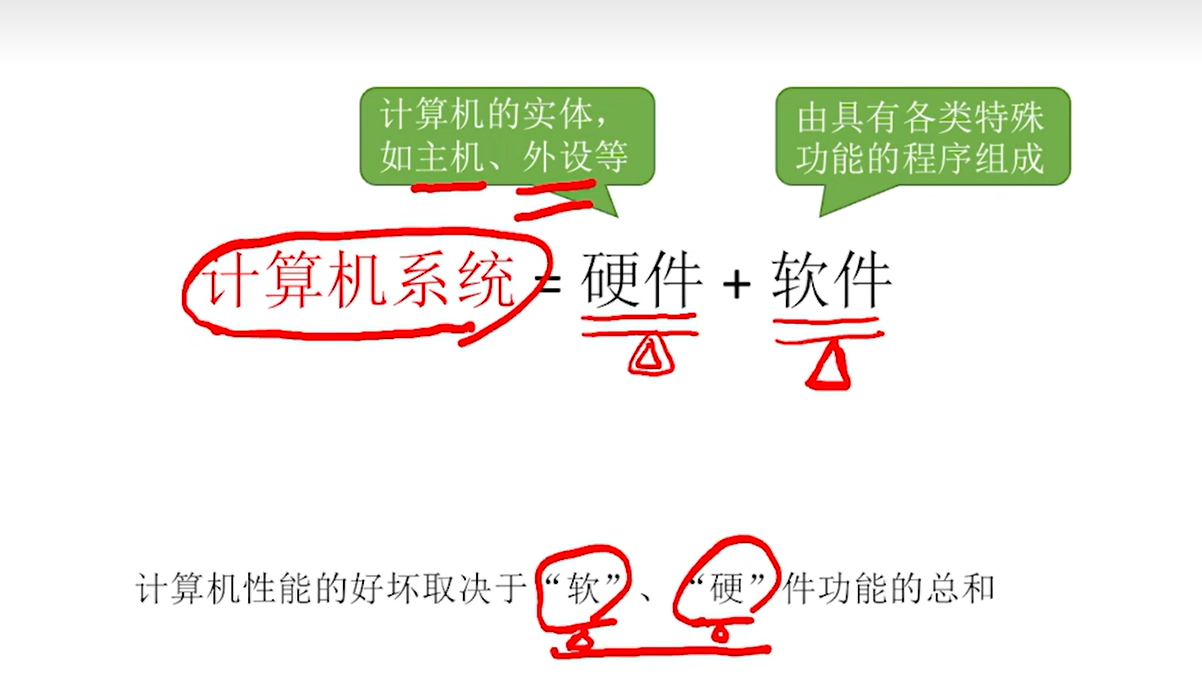 计算机的实体，
如主机、外设等
由具有各类特殊
功能的程序组成
计算机系统 = 硬件 + 软件
计算机性能的好坏取决于“软”、“硬”件功能的总和